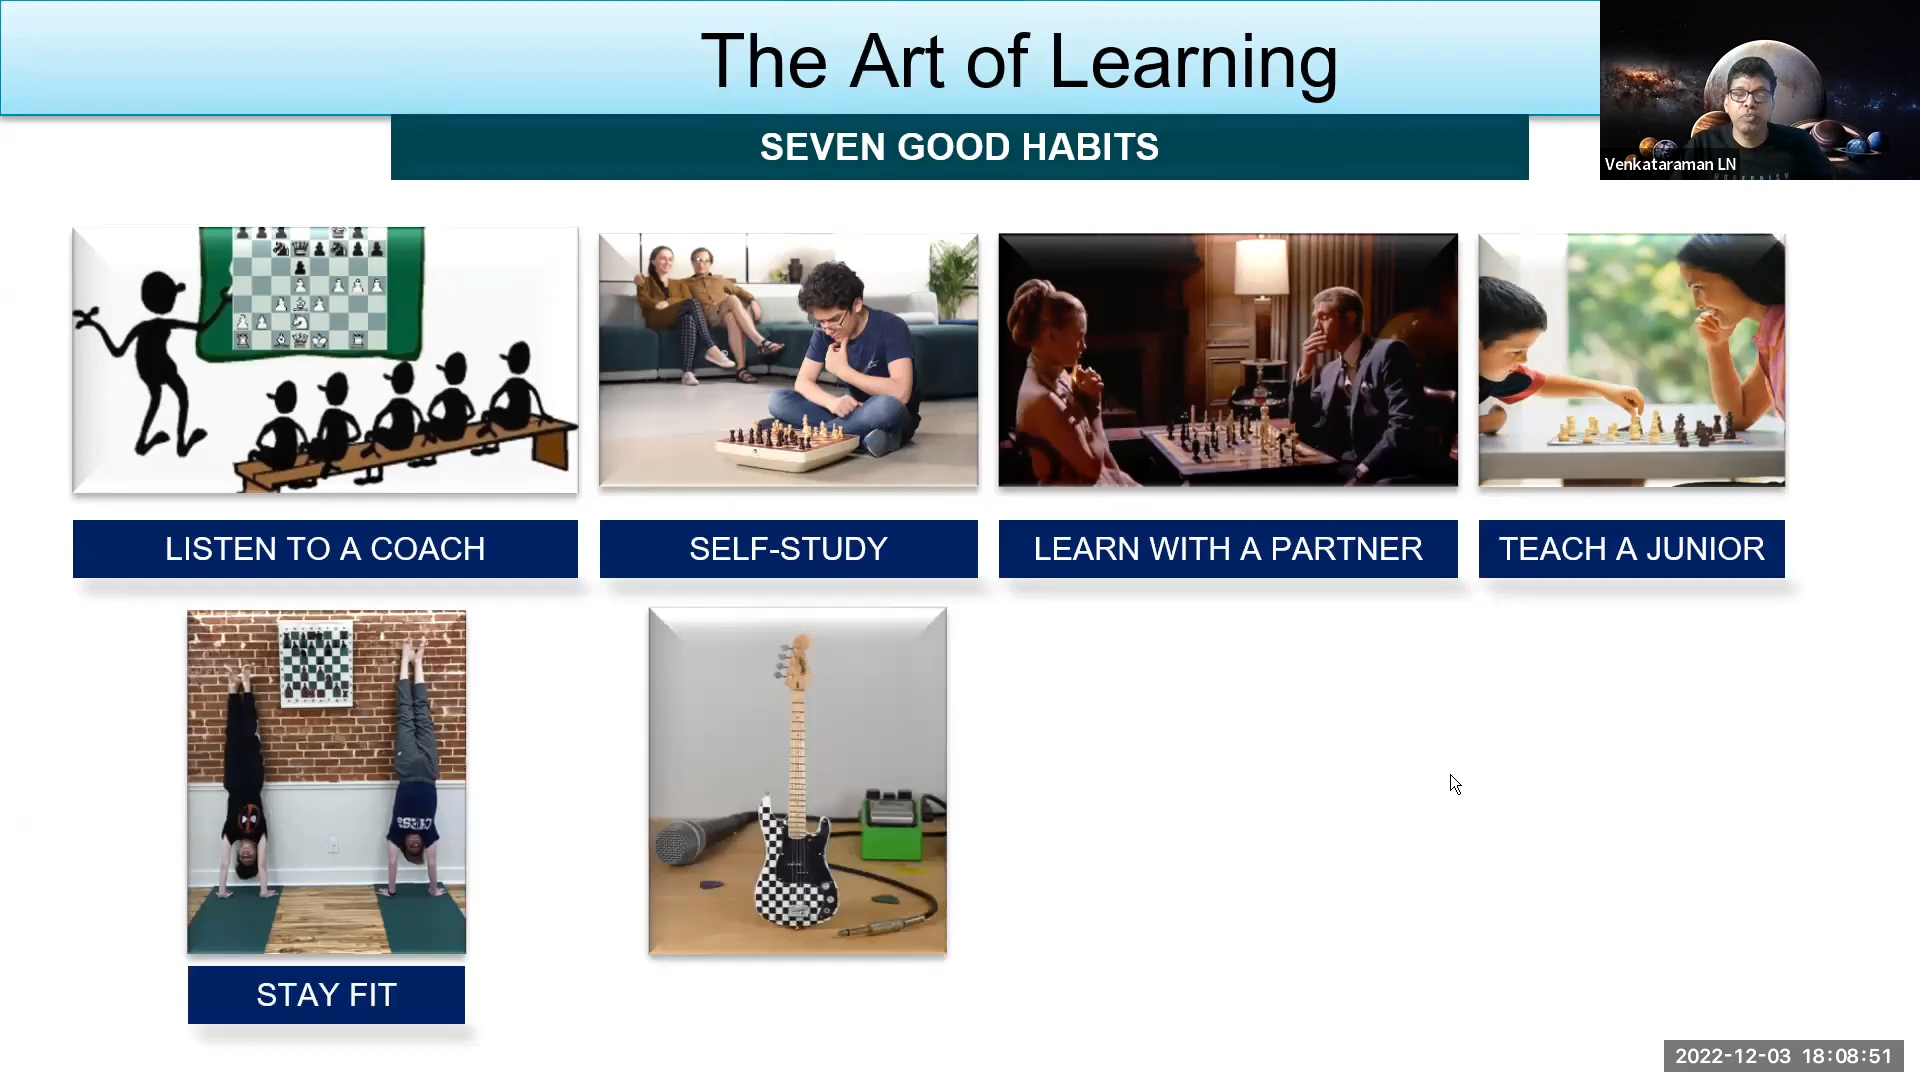 The Art of Learning
SEVEN GOOD HABITS
Venkataraman LN
LISTEN TO A COACH
SELF-STUDY
LEARN WITH A PARTNER
TEACH A JUNIOR
CHESS
STAY FIT
2022-12-03 18:08:51